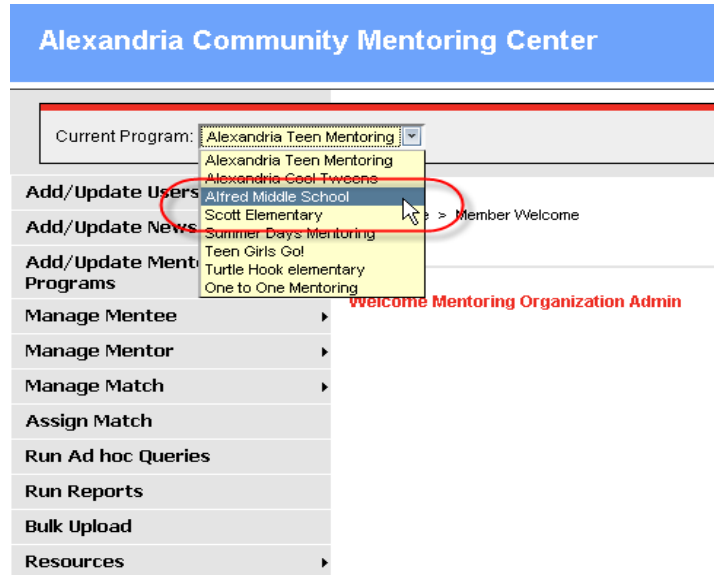 Alexandria Community Mentoring Center
Current Program: Alexandria Teen Mentoring
Alexandria Teen Mentoring
Alexandria Cool Tweens
Alfred Middle School
Scott Elementary
Summer Days Mentoring
Teen Girls Go!
Turtle Hook elementary
One to One Mentoring
> Member Welcome
Welcome Mentoring Organization Admin
Add/Update Users
Add/Update News
Add/Update
Programs
Manage Mentee
Manage Mentor
Manage Match
Assign Match
Run Ad hoc Queries
Run Reports
Bulk Upload
Resources